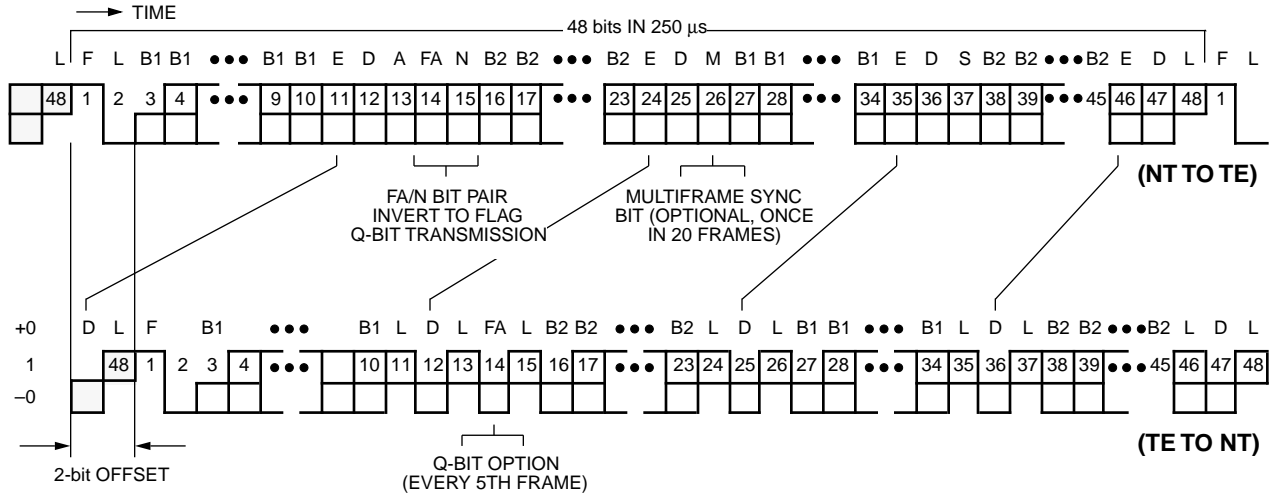 TIME
48 bits IN 250 µs
L F L B1 B1 ••• B1 B1 E D A FA N B2 B2 ••• B2 E D M B1 B1 ••• B1 E D S B2 B2 •••B2 E D L F L
48 1 2 3 4 ••• 9 10 11 12 13 14 15 16 17 ••• 23 24 25 26 27 28 ••• 34 35 36 37 38 39 •••45 46 47 48 1
(NT TO TE)
FA/N BIT PAIR
INVERT TO FLAG
Q-BIT TRANSMISSION
MULTIFRAME SYNC
BIT (OPTIONAL, ONCE
IN 20 FRAMES)
+0 D L F B1 ••• B1 L D L FA L B2 B2 ••• B2 L D L B1 B1 ••• B1 L D L B2 B2 •••B2 L D L
1 48 1 2 3 4 ••• 10 11 12 13 14 15 16 17 ••• 23 24 25 26 27 28 ••• 34 35 36 37 38 39 •••45 46 47 48
–0
(TE TO NT)
2-bit OFFSET
Q-BIT OPTION
(EVERY 5TH FRAME)